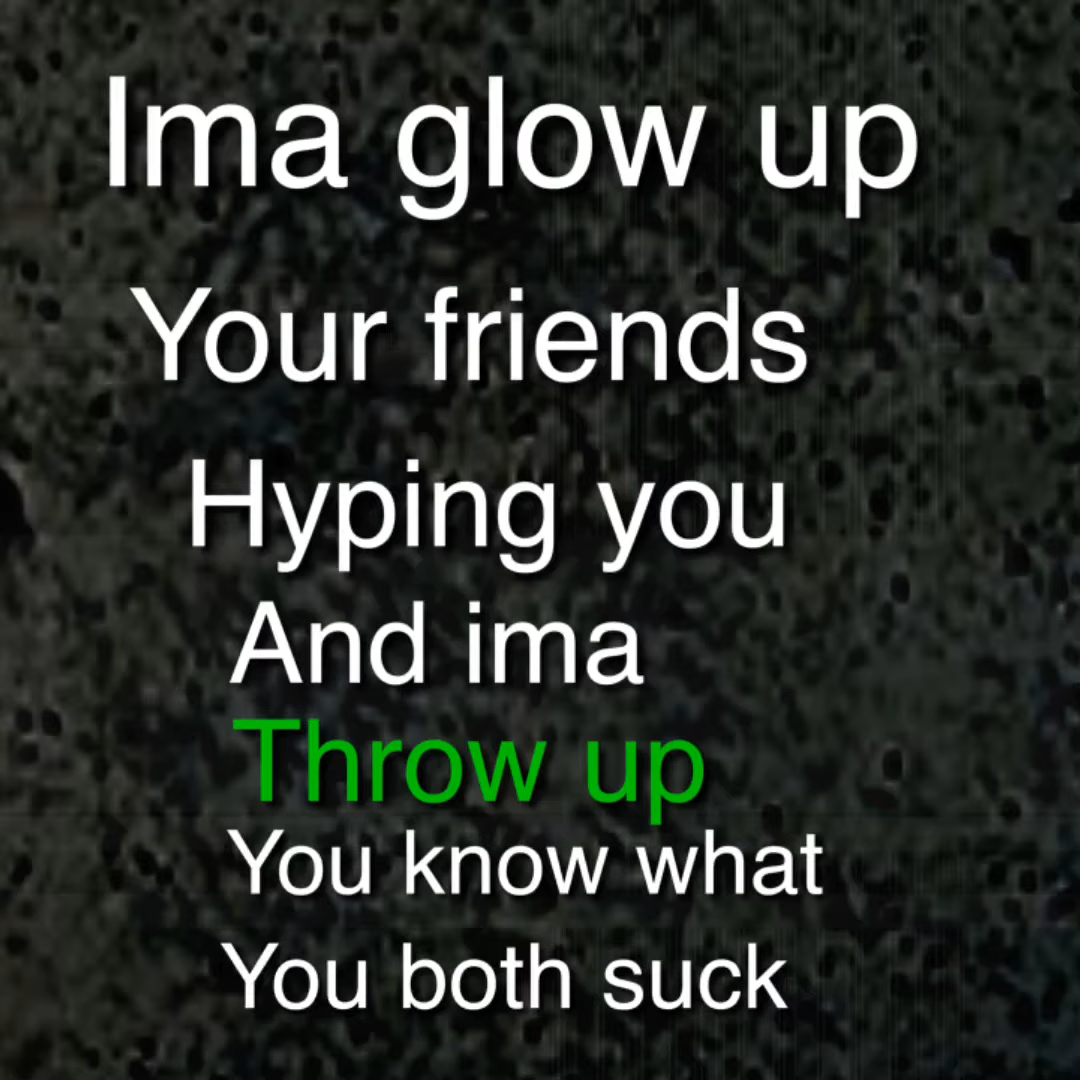 Ima glow up
Your friends
Hyping you
And ima
Throw up
You know what
You both suck